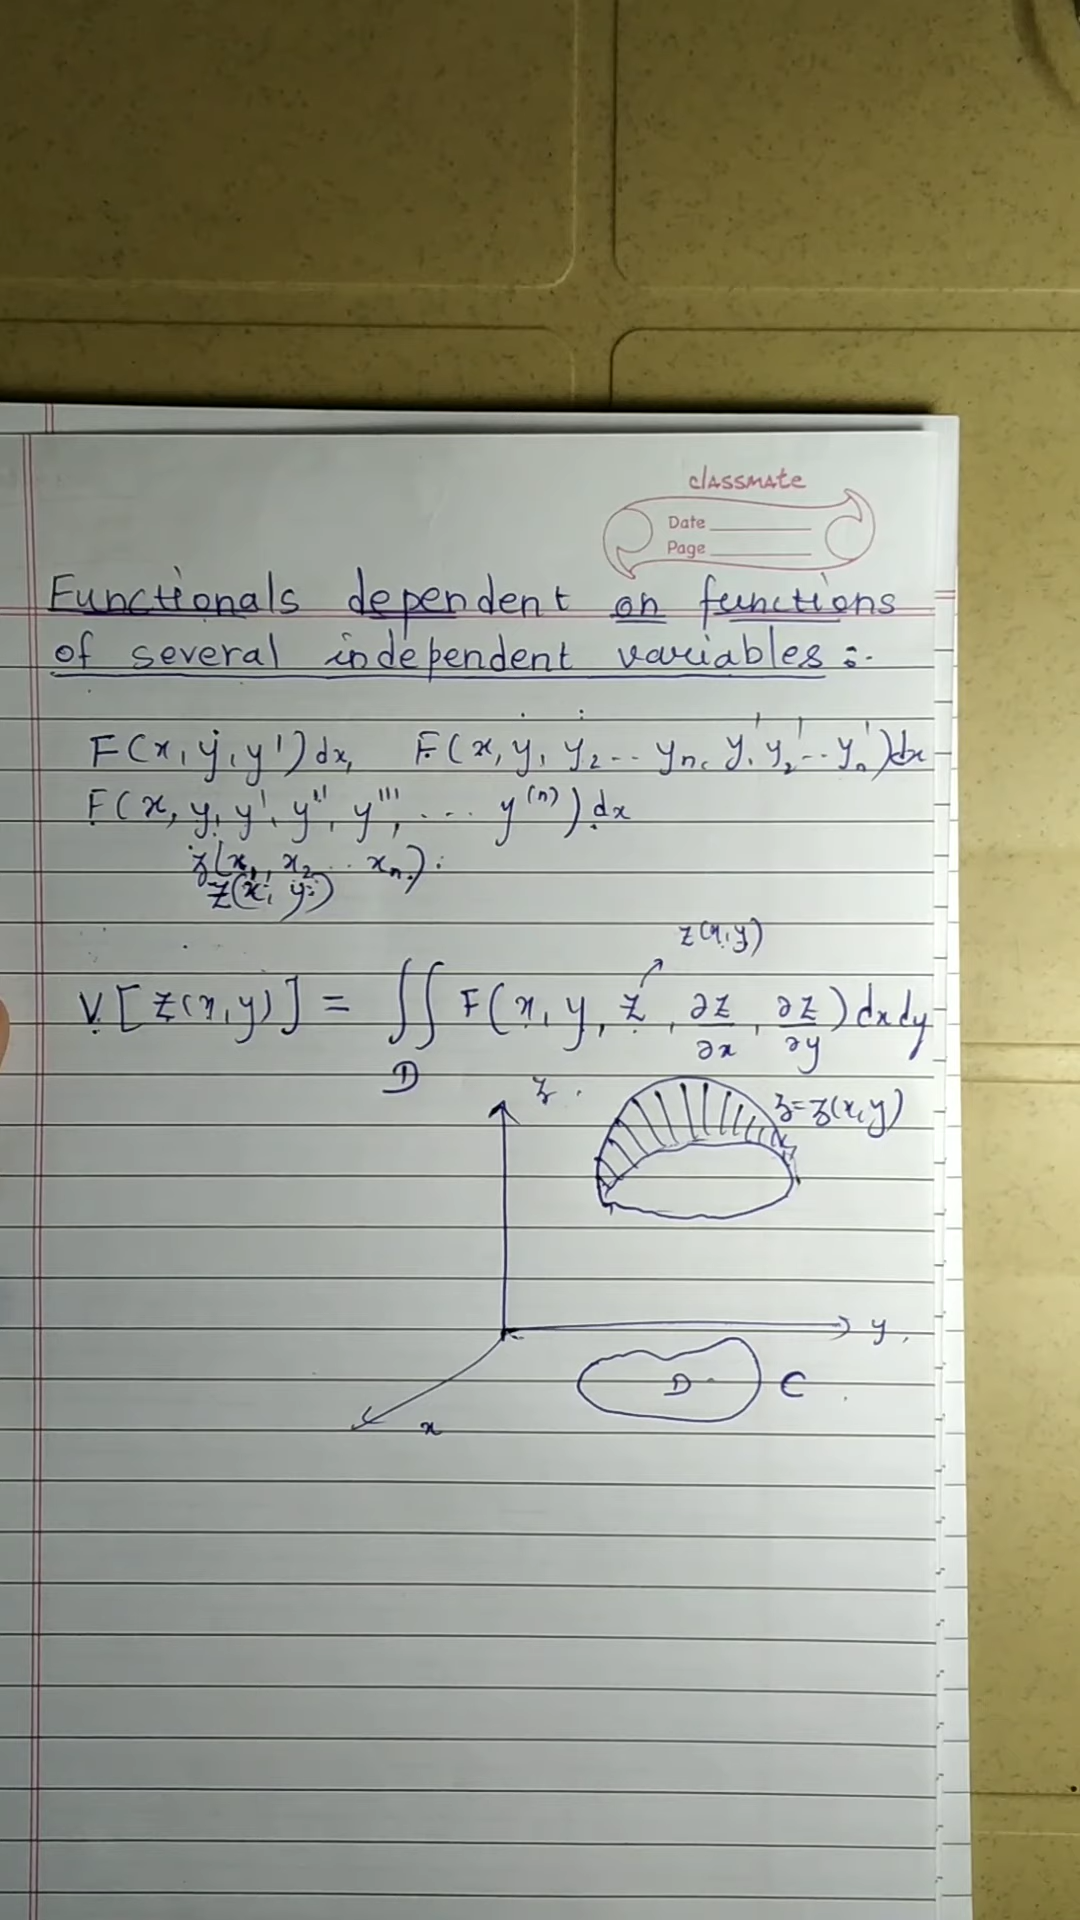 classmate
Date
Page
Functionals dependent on functions
of several independent variables :-
F(x, y, y') dx, F(x, y₁, y₂ ... yₙ, y₁', y₂' ... yₙ') dx
F(x, y, y', y'', y''', ... y⁽ⁿ⁾) dx
z(x₁, x₂ ... xₙ).
z(x, y)
z(x, y)
V[z(x, y)] = ∬ F(x, y, z, ∂z/∂x, ∂z/∂y) dx dy
D
z
z = z(x, y)
y
D C
x